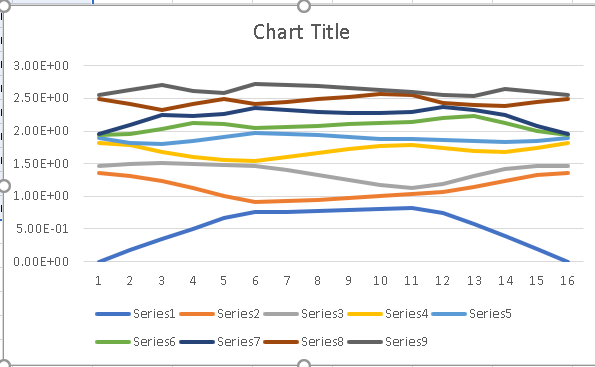 Chart Title
3.00E+00
2.50E+00
2.00E+00
1.50E+00
1.00E+00
5.00E-01
0.00E+00
1 2 3 4 5 6 7 8 9 10 11 12 13 14 15 16
Series1 Series2 Series3 Series4 Series5
Series6 Series7 Series8 Series9